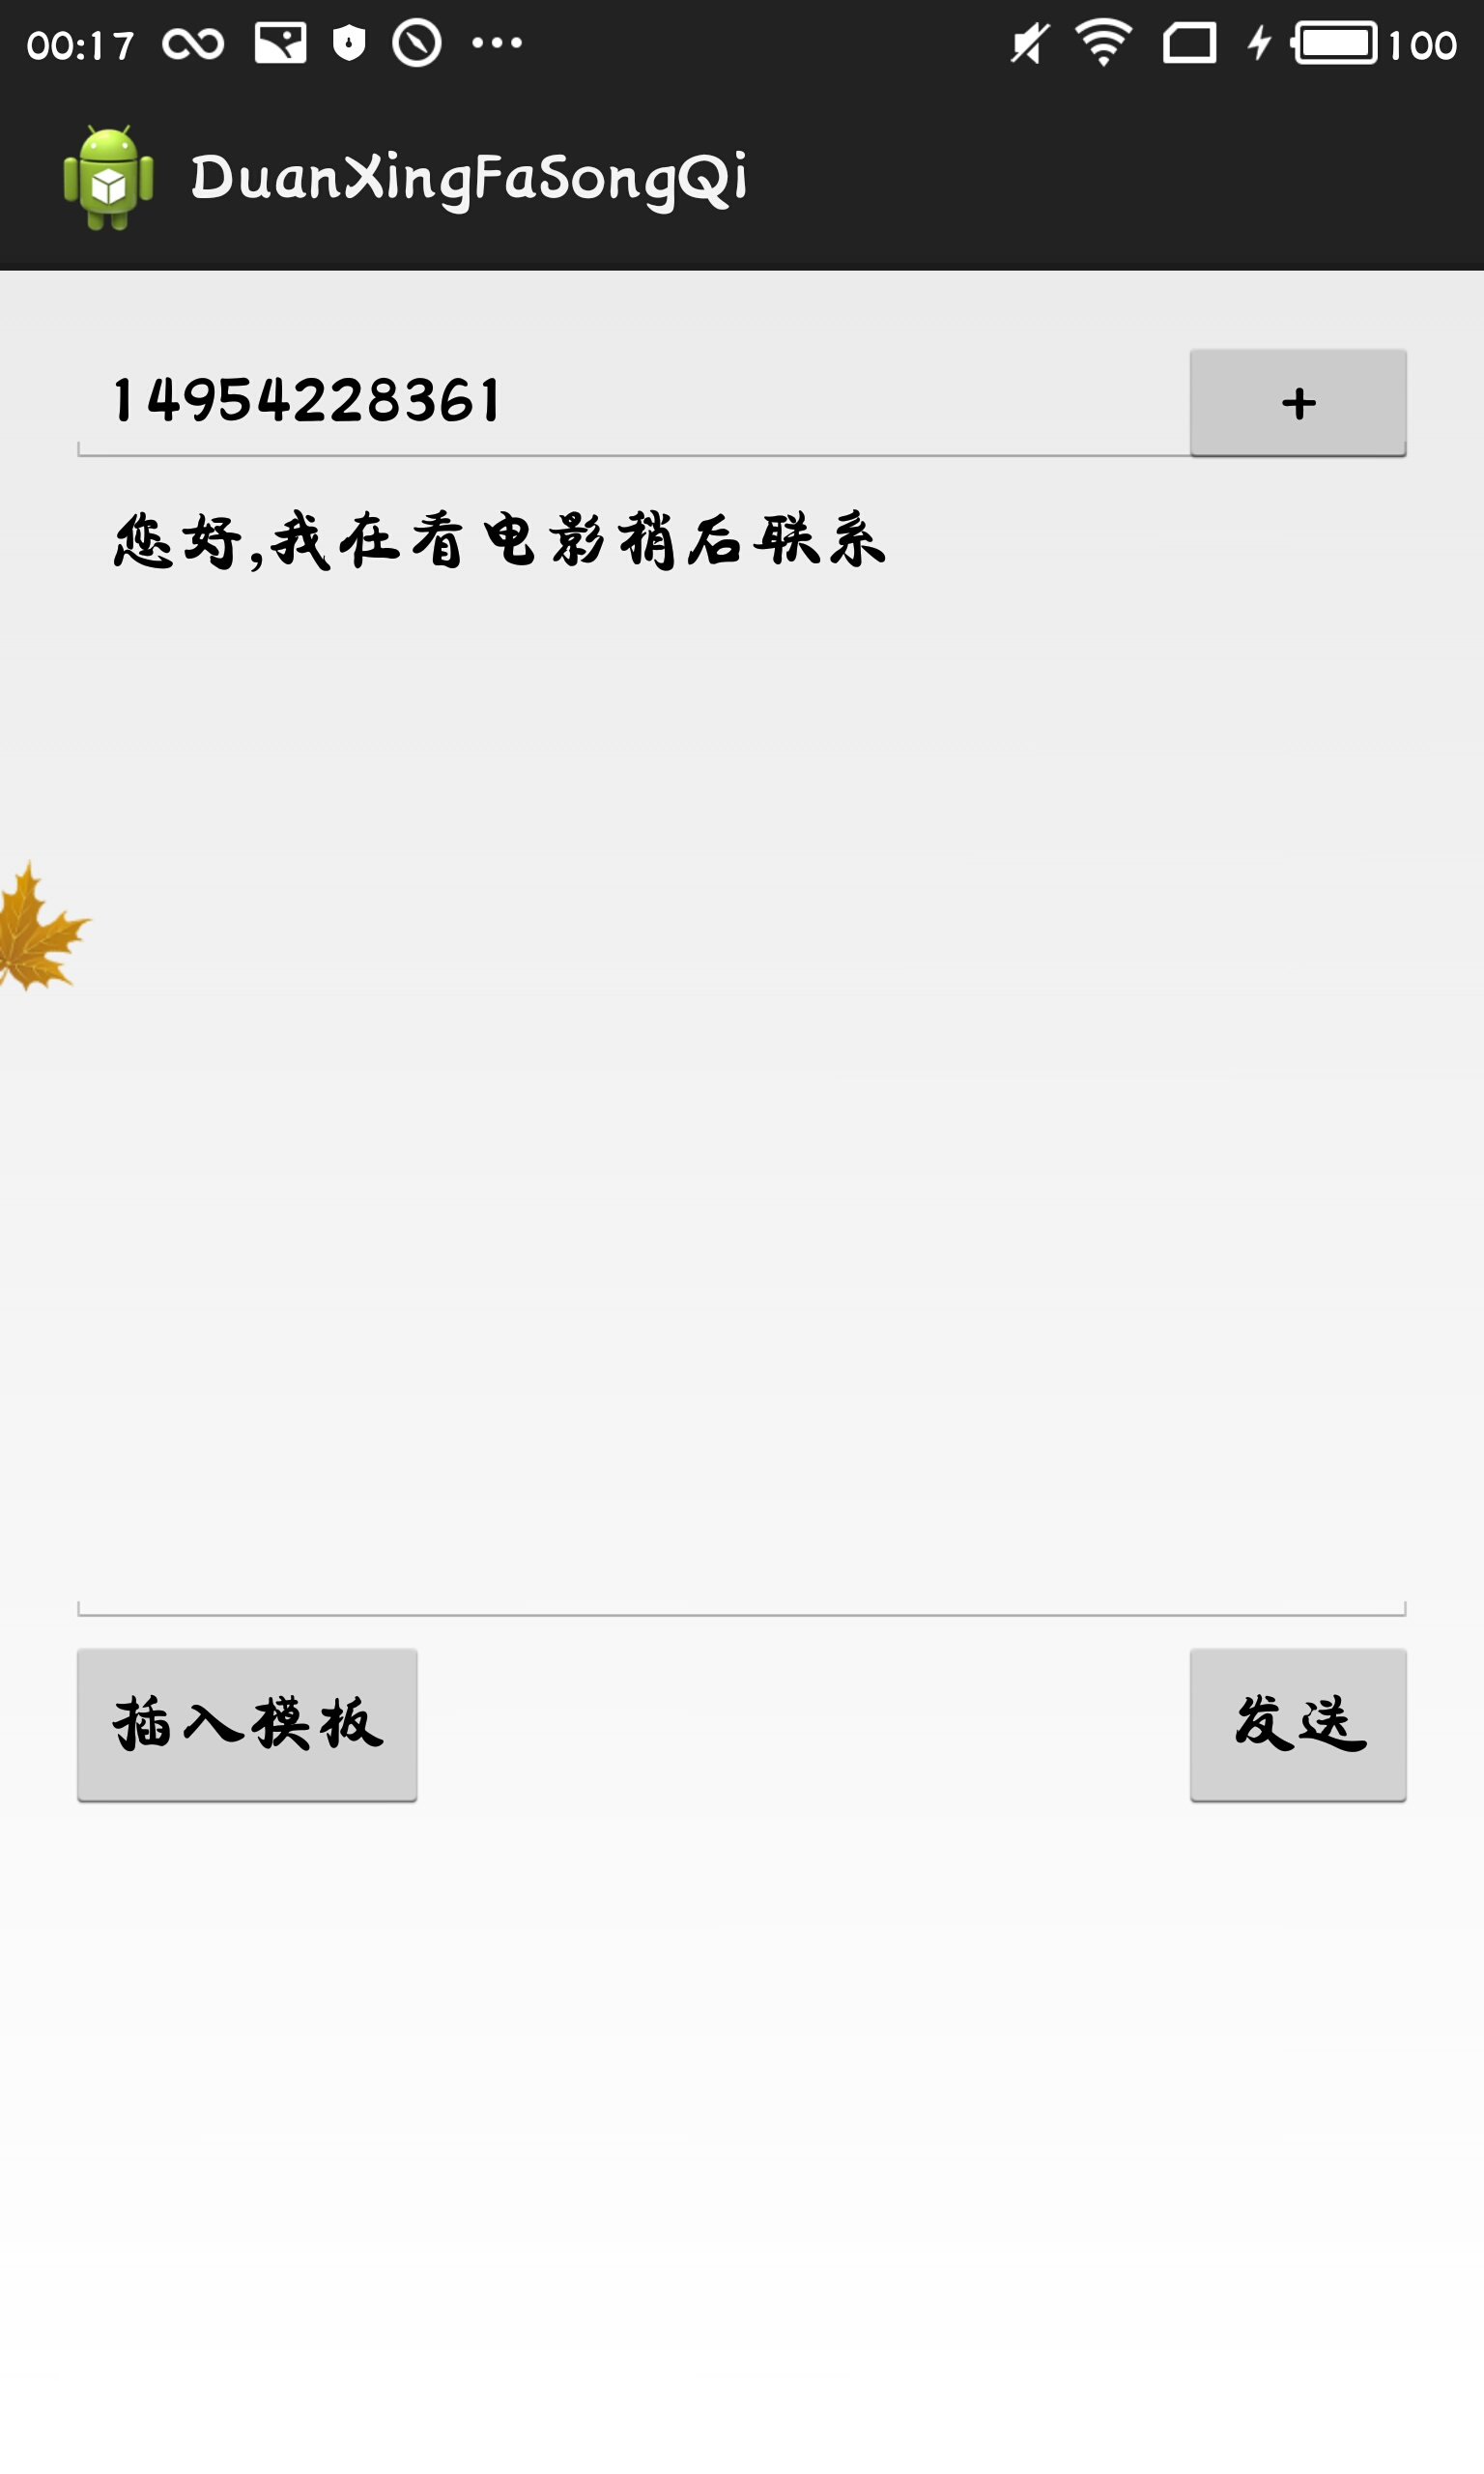 00:17 100
DuanXingFaSongQi
14954228361
+
您好,我在看电影稍后联系
插入模板
发送